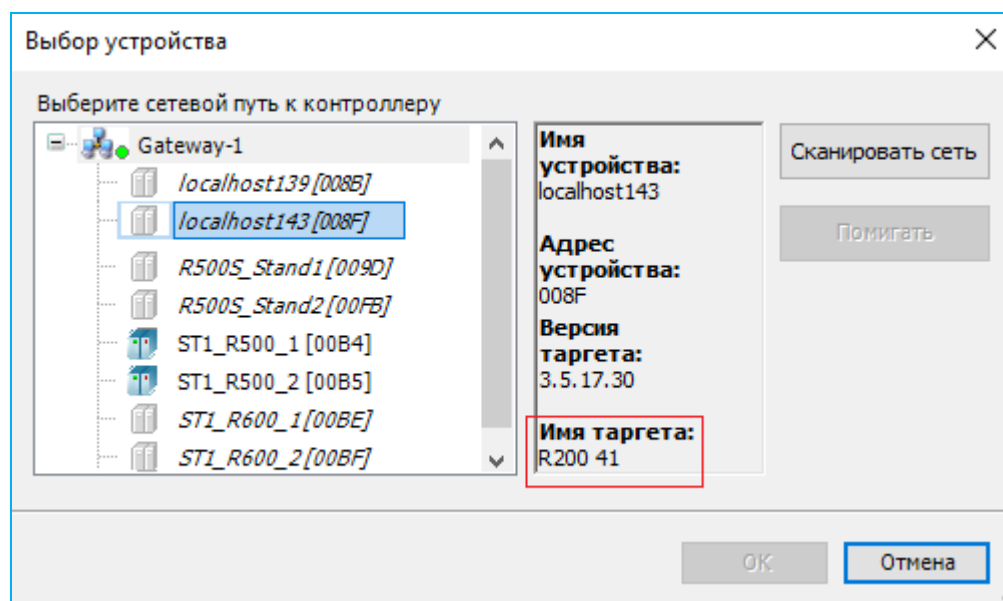 Выбор устройства
Выберите сетевой путь к контроллеру
Gateway-1
localhost139 [008B]
localhost143 [008F]
R500S_Stand1 [009D]
R500S_Stand2 [00FB]
ST1_R500_1 [00B4]
ST1_R500_2 [00B5]
ST1_R600_1 [00BE]
ST1_R600_2 [00BF]
Имя
устройства:
localhost143
Адрес
устройства:
008F
Версия
таргета:
3.5.17.30
Имя таргета:
R200 41
Сканировать сеть
Помигать
OK
Отмена